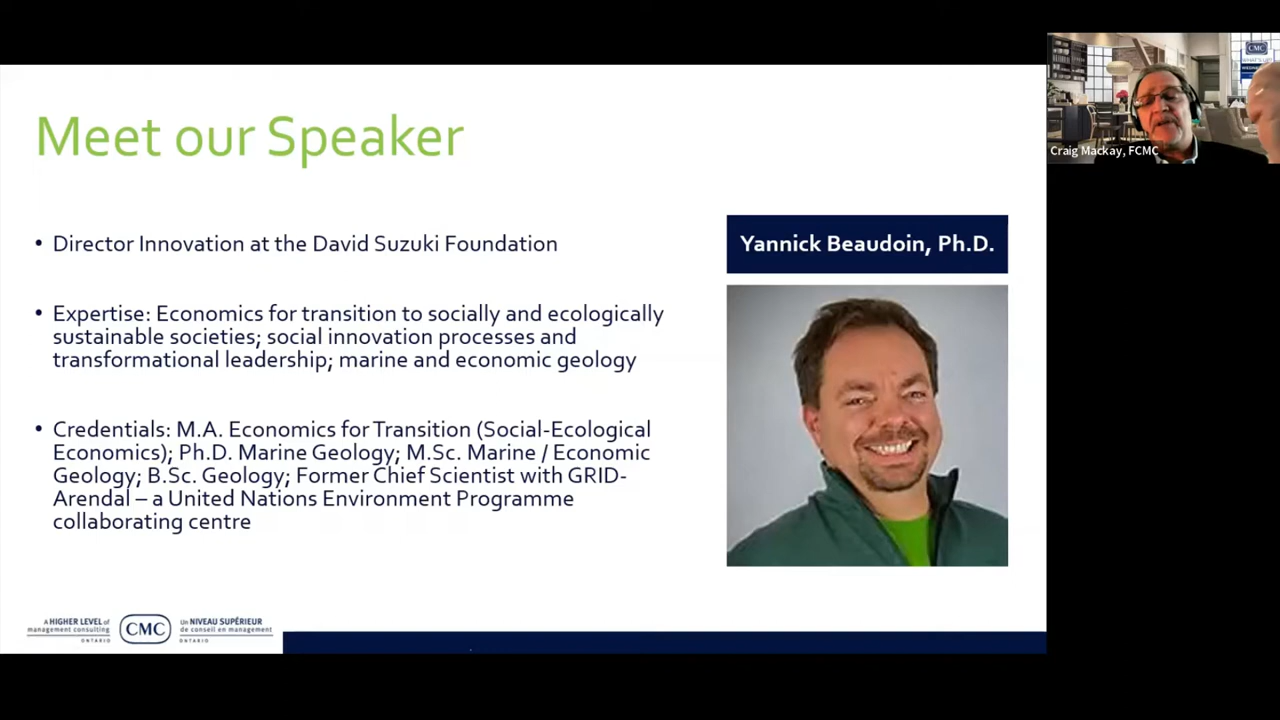 Meet our Speaker
• Director Innovation at the David Suzuki Foundation
• Expertise: Economics for transition to socially and ecologically
sustainable societies; social innovation processes and
transformational leadership; marine and economic geology
• Credentials: M.A. Economics for Transition (Social-Ecological
Economics); Ph.D. Marine Geology; M.Sc. Marine / Economic
Geology; B.Sc. Geology; Former Chief Scientist with GRID-
Arendal – a United Nations Environment Programme
collaborating centre
Yannick Beaudoin, Ph.D.
A HIGHER LEVEL of
management consulting
ONTARIO
CMC
Un NIVEAU SUPÉRIEUR
de conseil en management
ONTARIO
CMC
Craig Mackay, FCMC